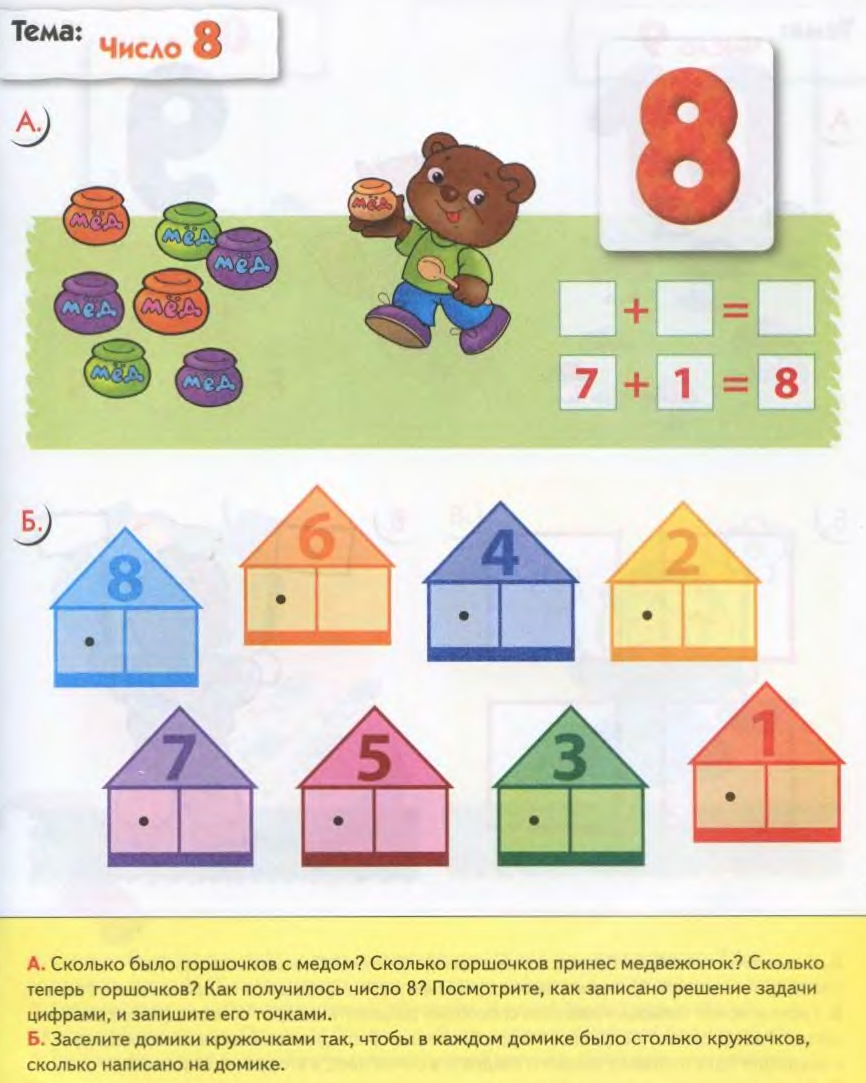 Тема: Число 8
8
А.
мёд
мёд
мёд
мёд
мёд
мёд
мёд
мёд
+ =
7 + 1 = 8
Б.
8 6 4 2
7 5 3 1
А. Сколько было горшочков с медом? Сколько горшочков принес медвежонок? Сколько
теперь горшочков? Как получилось число 8? Посмотрите, как записано решение задачи
цифрами, и запишите его точками.
Б. Заселите домики кружочками так, чтобы в каждом домике было столько кружочков,
сколько написано на домике.